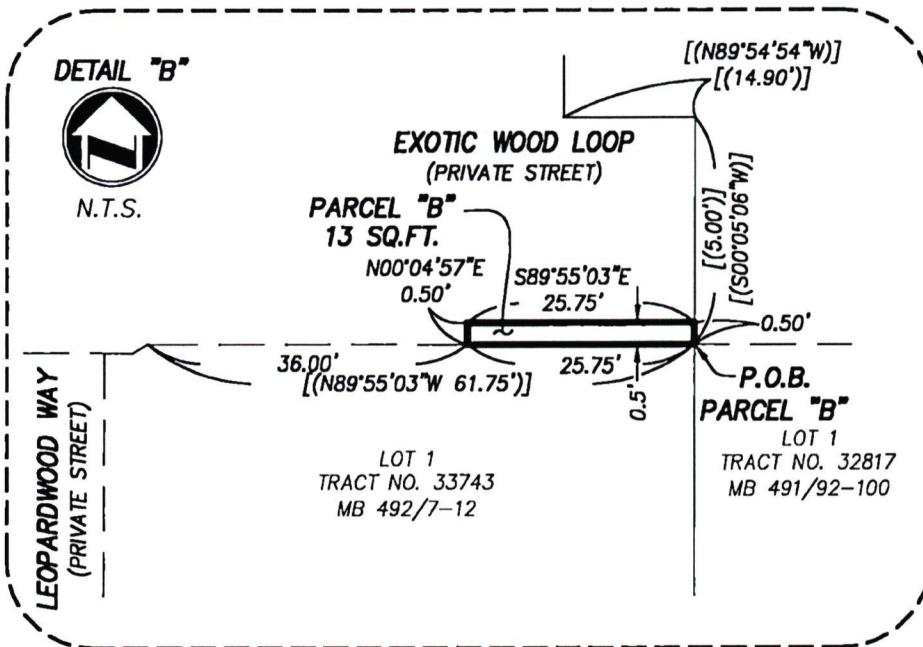 DETAIL "B"
N.T.S.
[(N89°54'54"W)]
[(14.90')]
EXOTIC WOOD LOOP
(PRIVATE STREET)
[(5.00')]
[(S00°05'06"W)]
PARCEL "B"
13 SQ.FT.
N00°04'57"E
0.50'
S89°55'03"E
25.75'
0.50'
36.00'
[(N89°55'03"W 61.75')]
25.75'
0.5'
P.O.B.
PARCEL "B"
LEOPARDWOOD WAY
(PRIVATE STREET)
LOT 1
TRACT NO. 33743
MB 492/7-12
LOT 1
TRACT NO. 32817
MB 491/92-100